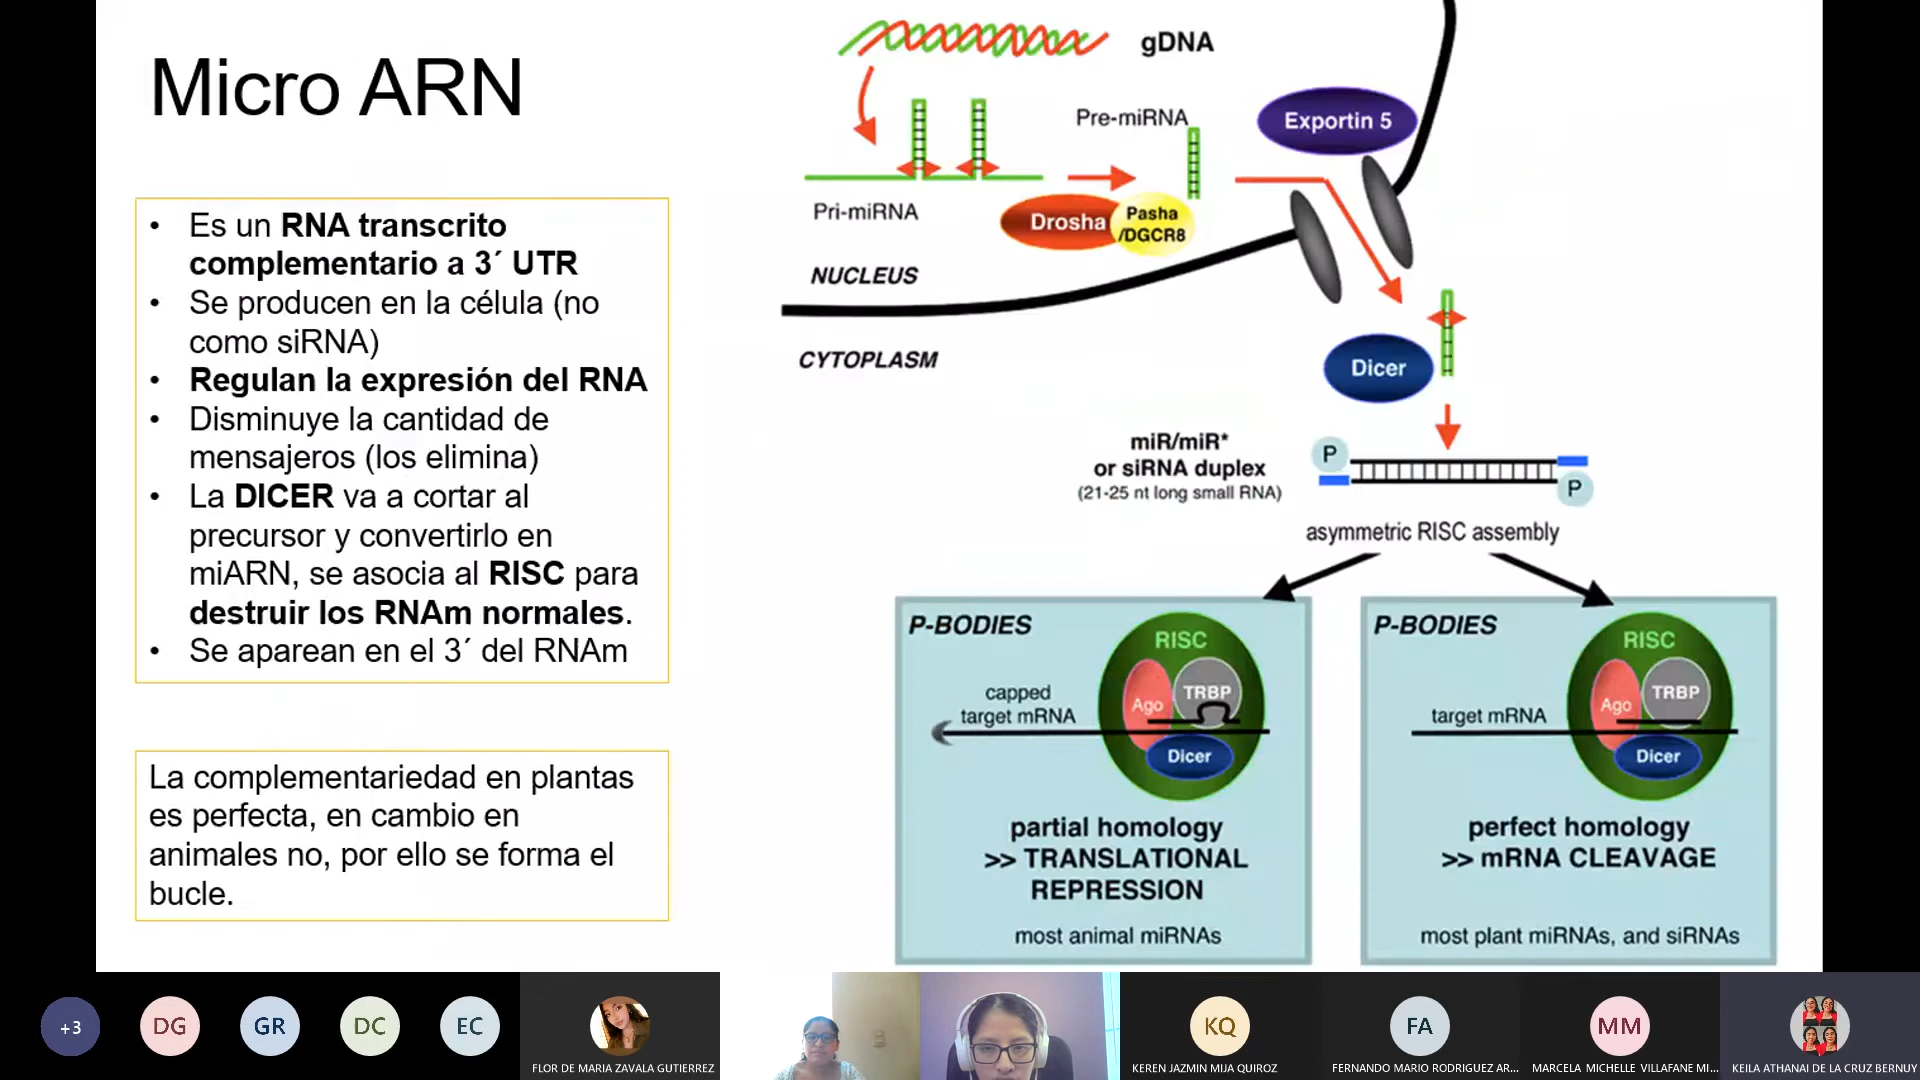 Micro ARN
• Es un RNA transcrito
complementario a 3´ UTR
• Se producen en la célula (no
como siRNA)
• Regulan la expresión del RNA
• Disminuye la cantidad de
mensajeros (los elimina)
• La DICER va a cortar al
precursor y convertirlo en
miARN, se asocia al RISC para
destruir los RNAm normales.
• Se aparean en el 3´ del RNAm
La complementariedad en plantas
es perfecta, en cambio en
animales no, por ello se forma el
bucle.
gDNA
Pre-miRNA
Exportin 5
Pri-miRNA
Drosha
Pasha
/DGCR8
NUCLEUS
CYTOPLASM
Dicer
miR/miR*
or siRNA duplex
(21-25 nt long small RNA)
P
P
asymmetric RISC assembly
P-BODIES
RISC
capped
target mRNA
Ago
TRBP
Dicer
partial homology
>> TRANSLATIONAL
REPRESSION
most animal miRNAs
P-BODIES
RISC
target mRNA
Ago
TRBP
Dicer
perfect homology
>> mRNA CLEAVAGE
most plant miRNAs, and siRNAs
+3
DG
GR
DC
EC
FLOR DE MARIA ZAVALA GUTIERREZ
KQ
KEREN JAZMIN MIJA QUIROZ
FA
FERNANDO MARIO RODRIGUEZ AR...
MM
MARCELA MICHELLE VILLAFANE MI...
KEILA ATHANAI DE LA CRUZ BERNUY